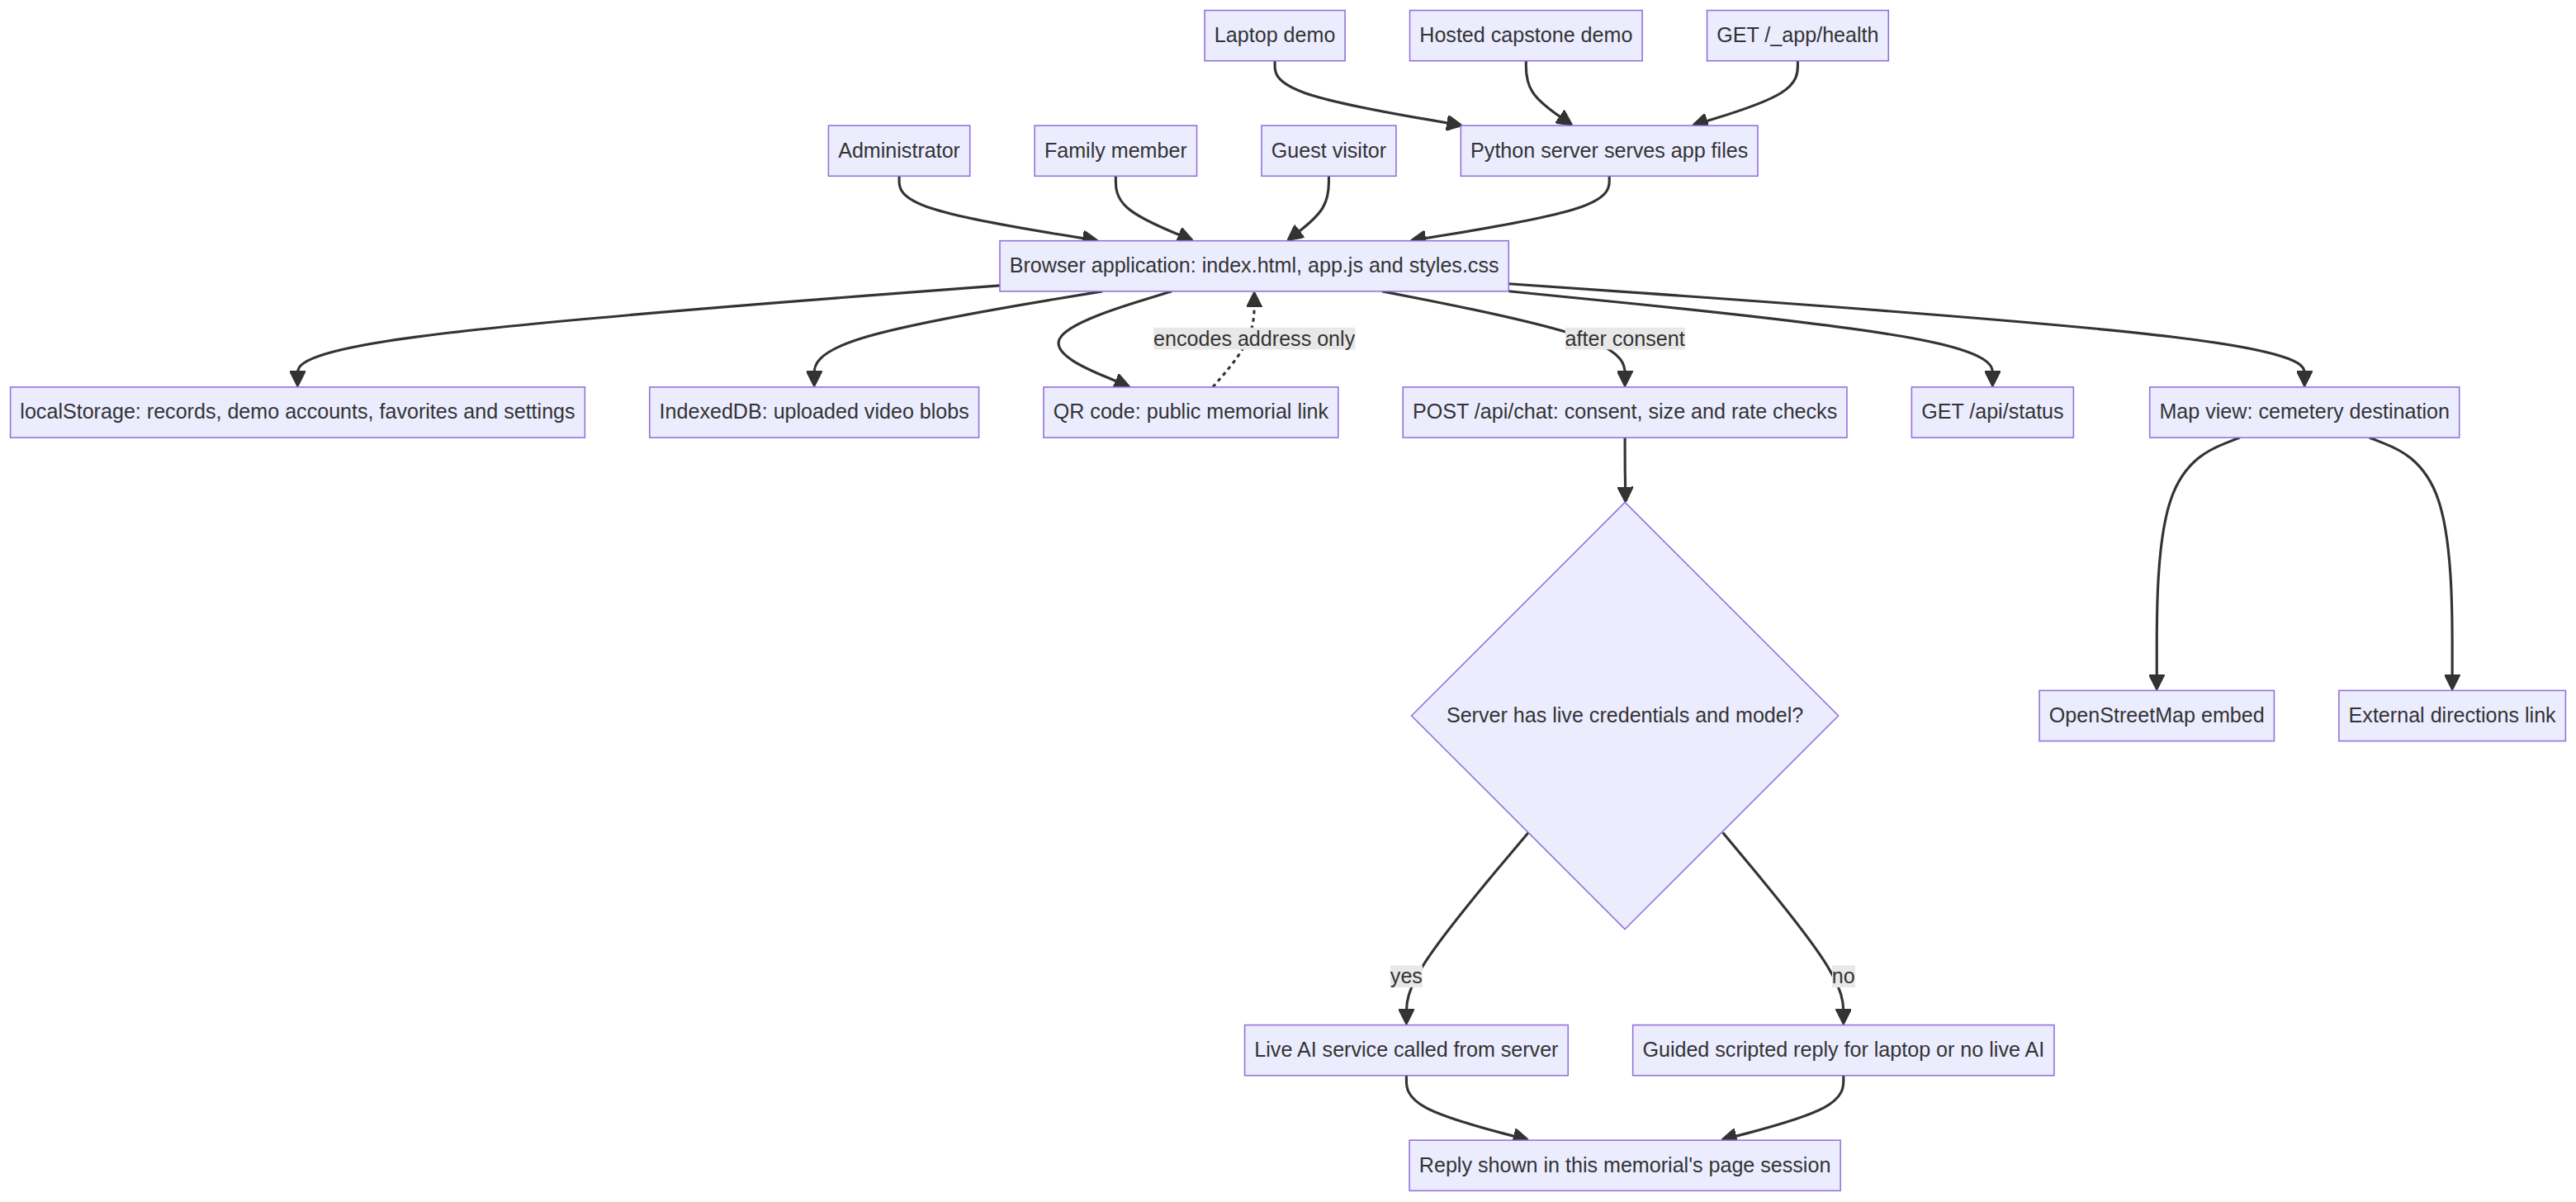 Laptop demo
Hosted capstone demo
GET /_app/health
Administrator
Family member
Guest visitor
Python server serves app files
Browser application: index.html, app.js and styles.css
encodes address only
after consent
localStorage: records, demo accounts, favorites and settings
IndexedDB: uploaded video blobs
QR code: public memorial link
POST /api/chat: consent, size and rate checks
GET /api/status
Map view: cemetery destination
Server has live credentials and model?
OpenStreetMap embed
External directions link
yes
no
Live AI service called from server
Guided scripted reply for laptop or no live AI
Reply shown in this memorial's page session